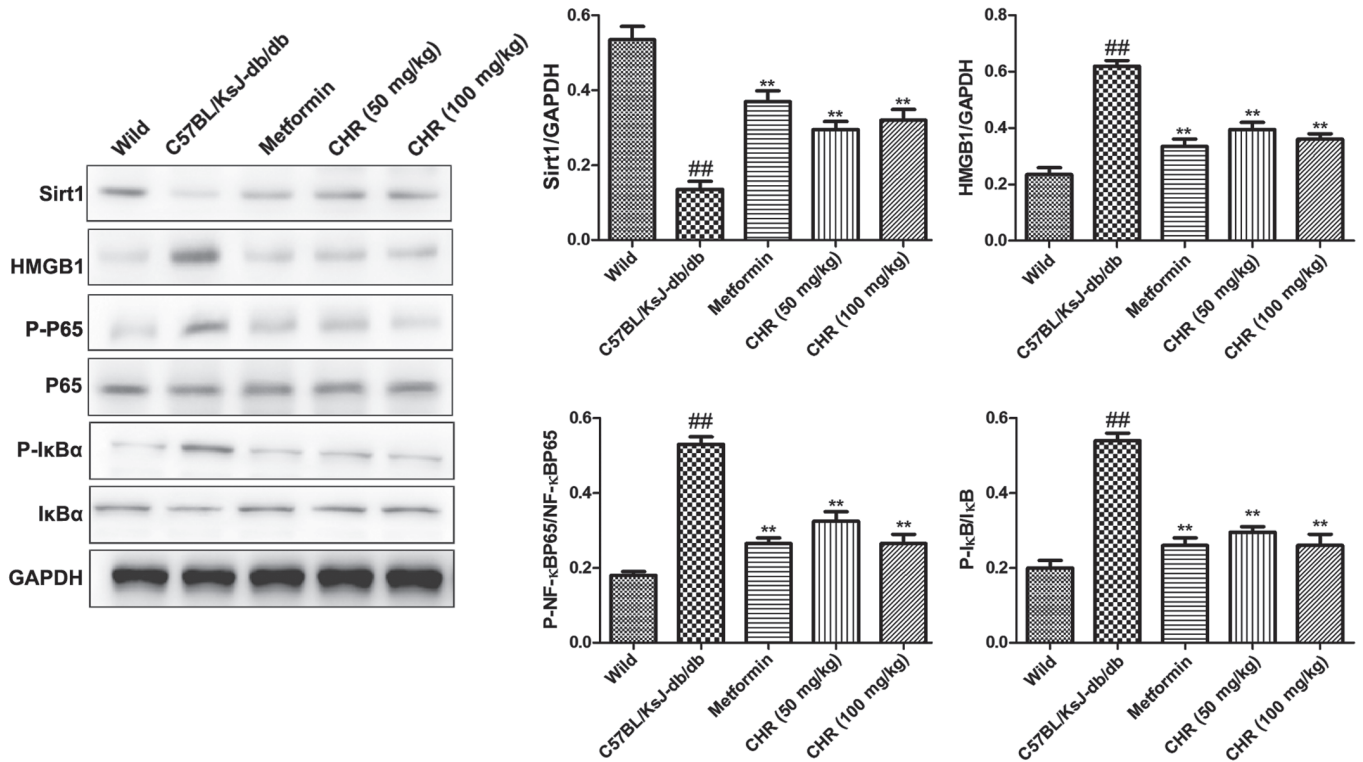 Wild
C57BL/KsJ-db/db
Metformin
CHR (50 mg/kg)
CHR (100 mg/kg)
Sirt1
HMGB1
P-P65
P65
P-IκBα
IκBα
GAPDH
Sirt1/GAPDH
0.6
0.4
0.2
0.0
##
**
**
**
Wild
C57BL/KsJ-db/db
Metformin
CHR (50 mg/kg)
CHR (100 mg/kg)
HMGB1/GAPDH
0.8
0.6
0.4
0.2
0.0
##
**
**
**
Wild
C57BL/KsJ-db/db
Metformin
CHR (50 mg/kg)
CHR (100 mg/kg)
P-NF-κBP65/NF-κBP65
0.6
0.4
0.2
0.0
##
**
**
**
Wild
C57BL/KsJ-db/db
Metformin
CHR (50 mg/kg)
CHR (100 mg/kg)
P-IκB/IκB
0.6
0.4
0.2
0.0
##
**
**
**
Wild
C57BL/KsJ-db/db
Metformin
CHR (50 mg/kg)
CHR (100 mg/kg)